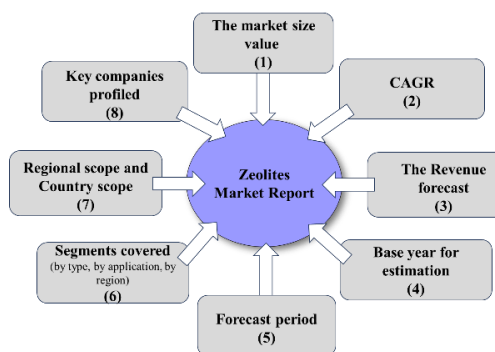 The market size
value
(1)
CAGR
(2)
The Revenue
forecast
(3)
Base year for
estimation
(4)
Forecast period
(5)
Segments covered
(by type, by application, by
region)
(6)
Regional scope and
Country scope
(7)
Key companies
profiled
(8)
Zeolites
Market Report